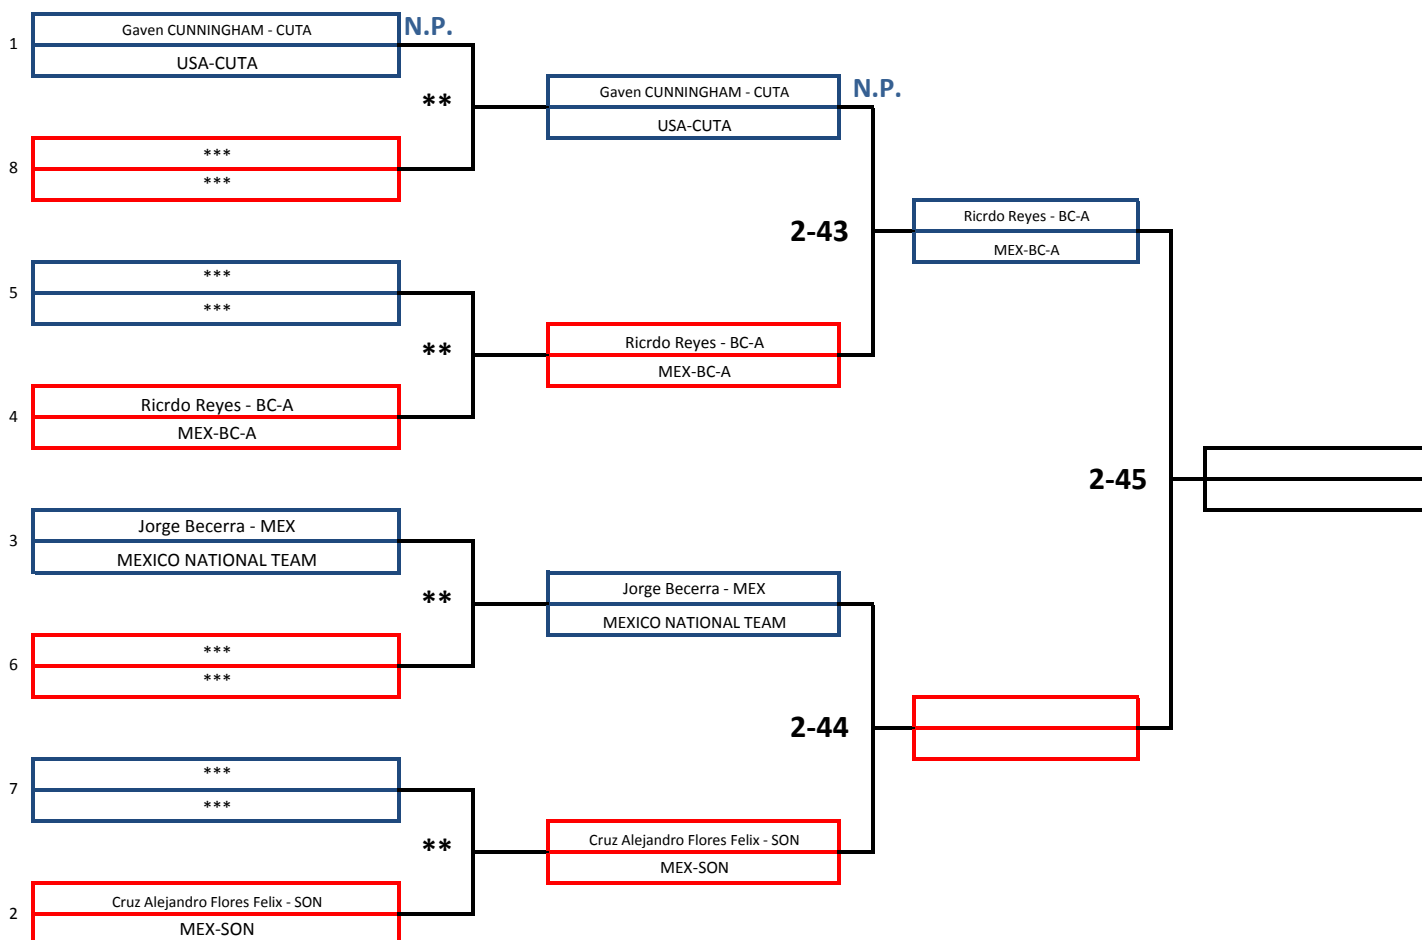 Gaven CUNNINGHAM - CUTA
N.P.
1
USA-CUTA
**
Gaven CUNNINGHAM - CUTA
N.P.
USA-CUTA
8
***
***
2-43
Ricrdo Reyes - BC-A
MEX-BC-A
5
***
***
**
Ricrdo Reyes - BC-A
MEX-BC-A
4
Ricrdo Reyes - BC-A
MEX-BC-A
2-45
3
Jorge Becerra - MEX
MEXICO NATIONAL TEAM
**
Jorge Becerra - MEX
MEXICO NATIONAL TEAM
6
***
***
2-44
7
***
***
**
Cruz Alejandro Flores Felix - SON
MEX-SON
2
Cruz Alejandro Flores Felix - SON
MEX-SON